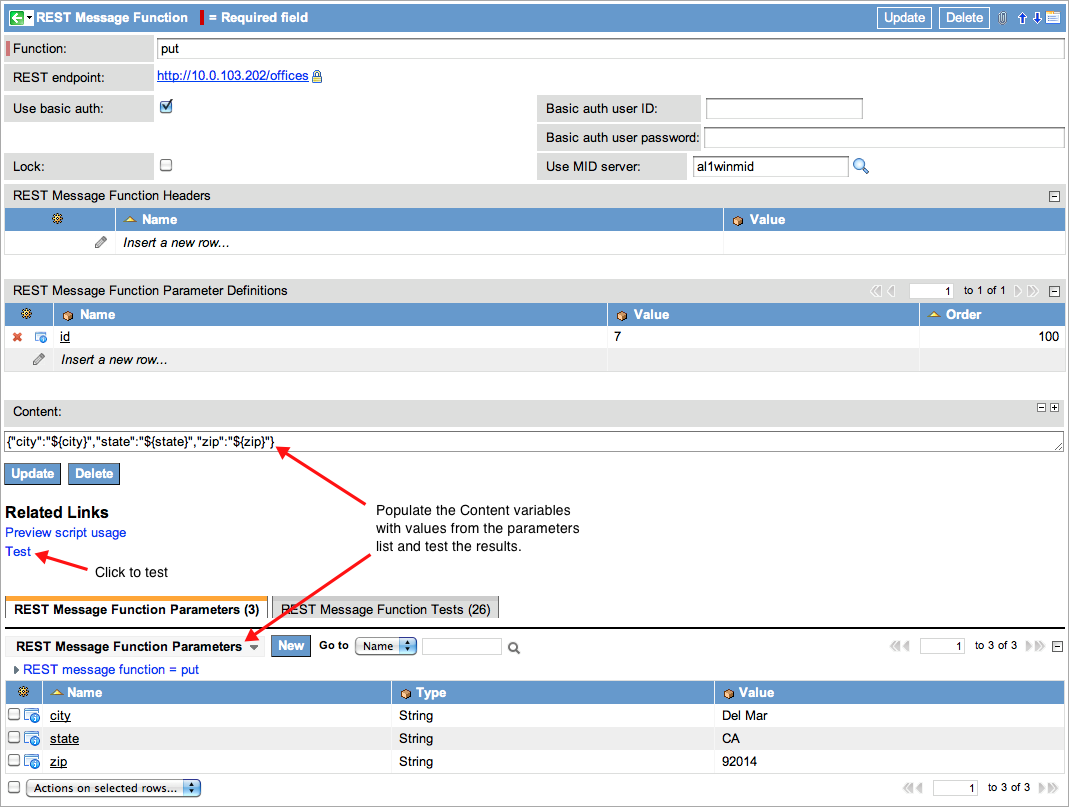 REST Message Function = Required field Update Delete
Function: put
REST endpoint: http://10.0.103.202/offices
Use basic auth: Basic auth user ID:
Basic auth user password:
Lock: Use MID server: al1winmid
REST Message Function Headers
Name Value
Insert a new row...
REST Message Function Parameter Definitions 1 to 1 of 1
Name Value Order
id 7 100
Insert a new row...
Content:
{"city":"${city}","state":"${state}","zip":"${zip}"}
Update Delete
Populate the Content variables
with values from the parameters
list and test the results.
Related Links
Preview script usage
Test
Click to test
REST Message Function Parameters (3) REST Message Function Tests (26)
REST Message Function Parameters New Go to Name 1 to 3 of 3
REST message function = put
Name Type Value
city String Del Mar
state String CA
zip String 92014
Actions on selected rows... 1 to 3 of 3